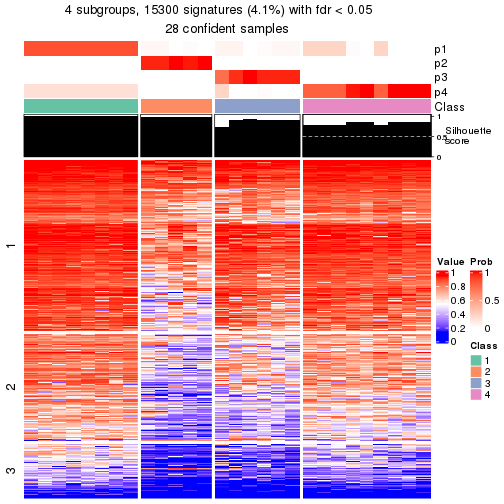 4 subgroups, 15300 signatures (4.1%) with fdr < 0.05
28 confident samples
p1
p2
p3
p4
Class
1
0.5
0
Silhouette
score
1
2
3
Value
1
0.8
0.6
0.4
0.2
0
Prob
1
0.5
0
Class
1
2
3
4